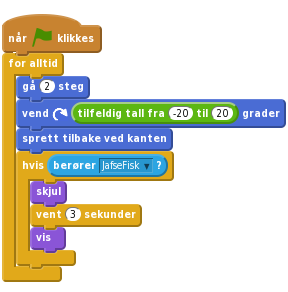 når klikkes
for alltid
gå 2 steg
vend tilfeldig tall fra -20 til 20 grader
sprett tilbake ved kanten
hvis berører JafseFisk ?
skjul
vent 3 sekunder
vis